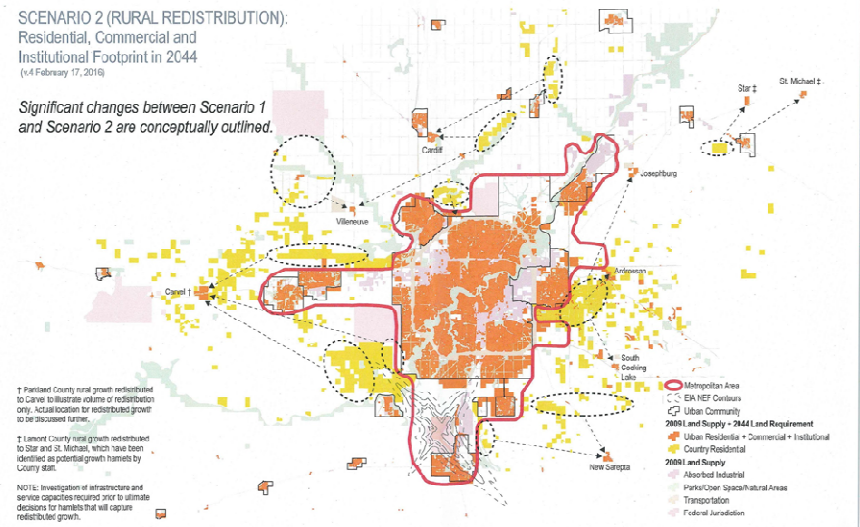 SCENARIO 2 (RURAL REDISTRIBUTION):
Residential, Commercial and
Institutional Footprint in 2044
(v.4 February 17, 2016)
Significant changes between Scenario 1
and Scenario 2 are conceptually outlined.
Star ‡
St. Michael ‡
Cardiff
Josephburg
Villeneuve
Ardrossan
Carvel †
South
Cooking
Lake
New Sarepta
† Parkland County rural growth redistributed
to Carvel to illustrate volume of redistribution
only. Actual location for redistributed growth
to be discussed further.
‡ Lamont County rural growth redistributed
to Star and St. Michael, which have been
identified as potential growth hamlets by
County staff.
NOTE: Investigation of infrastructure and
service capacities required prior to ultimate
decisions for hamlets that will capture
redistributed growth.
Metropolitan Area
EIA NEF Contours
Urban Community
2009 Land Supply + 2044 Land Requirement
Urban Residential + Commercial + Institutional
Country Residential
2009 Land Supply
Absorbed Industrial
Parks/Open Space/Natural Areas
Transportation
Federal Jurisdiction